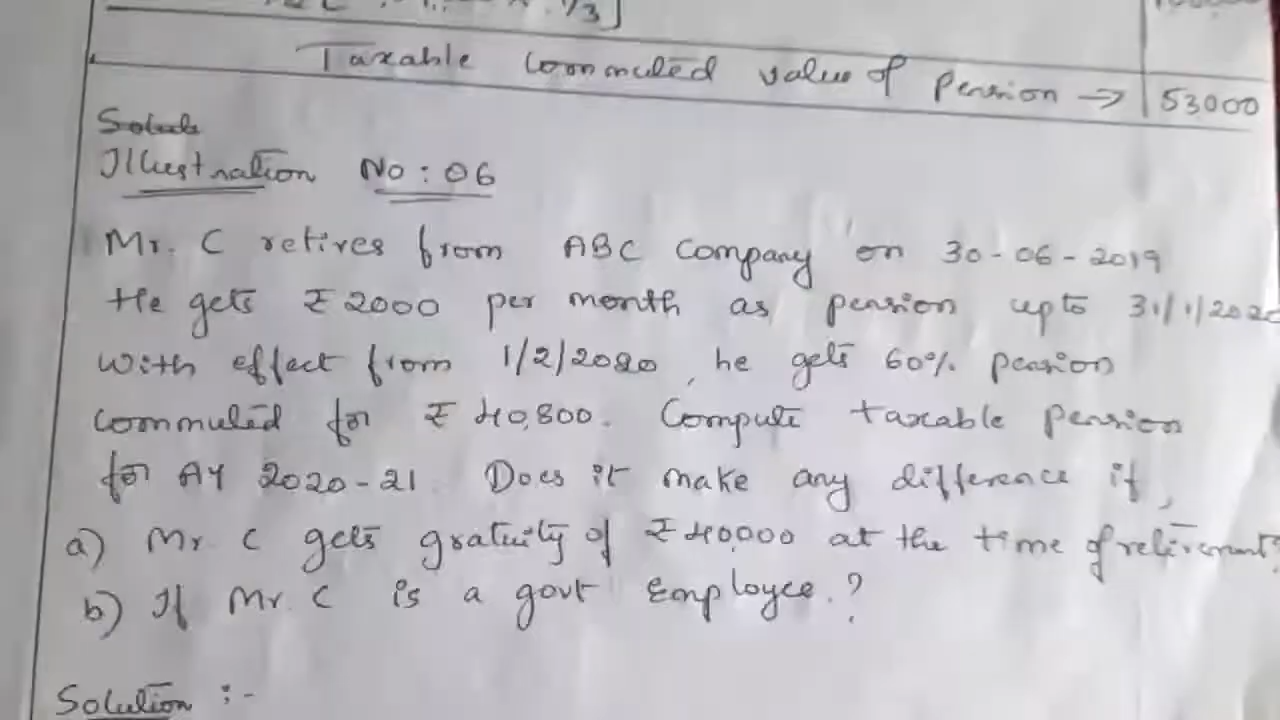 1/3]
Taxable Commuted value of Pension → 53000
Illustration No : 06
Mr. C retires from ABC Company on 30-06-2019
He gets ₹ 2000 per month as pension upto 31/1/2020
With effect from 1/2/2020, he gets 60% pension
commuted for ₹ 40,800. Compute taxable pension
for AY 2020-21. Does it make any difference if,
a) Mr. C gets gratuity of ₹ 40,000 at the time of retirement?
b) If Mr. C is a govt Employee.?
Solution :-